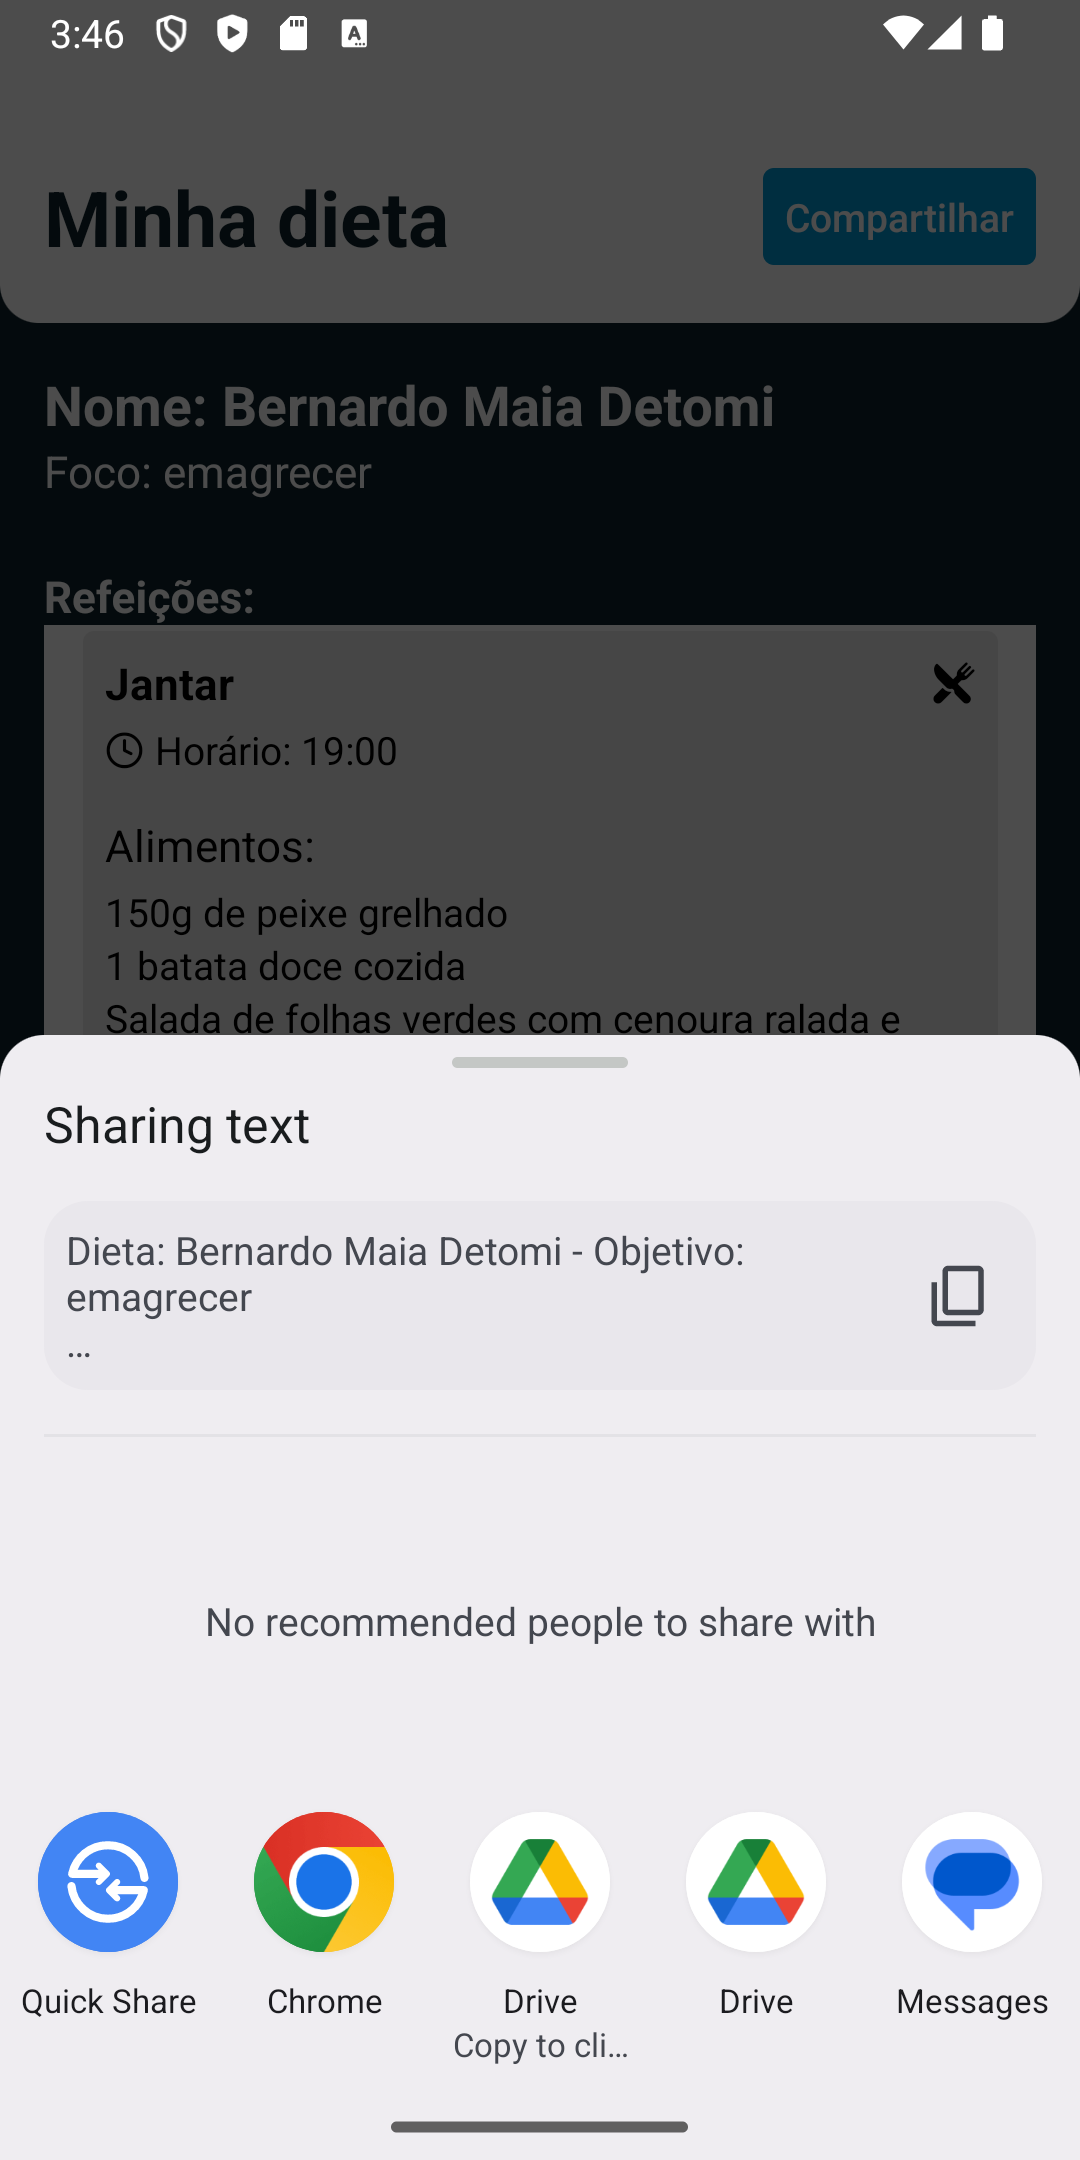 3:46
Minha dieta
Compartilhar
Nome: Bernardo Maia Detomi
Foco: emagrecer
Refeições:
Jantar
Horário: 19:00
Alimentos:
150g de peixe grelhado
1 batata doce cozida
Salada de folhas verdes com cenoura ralada e
Sharing text
Dieta: Bernardo Maia Detomi - Objetivo:
emagrecer
...
No recommended people to share with
Quick Share
Chrome
Drive
Copy to cli...
Drive
Messages